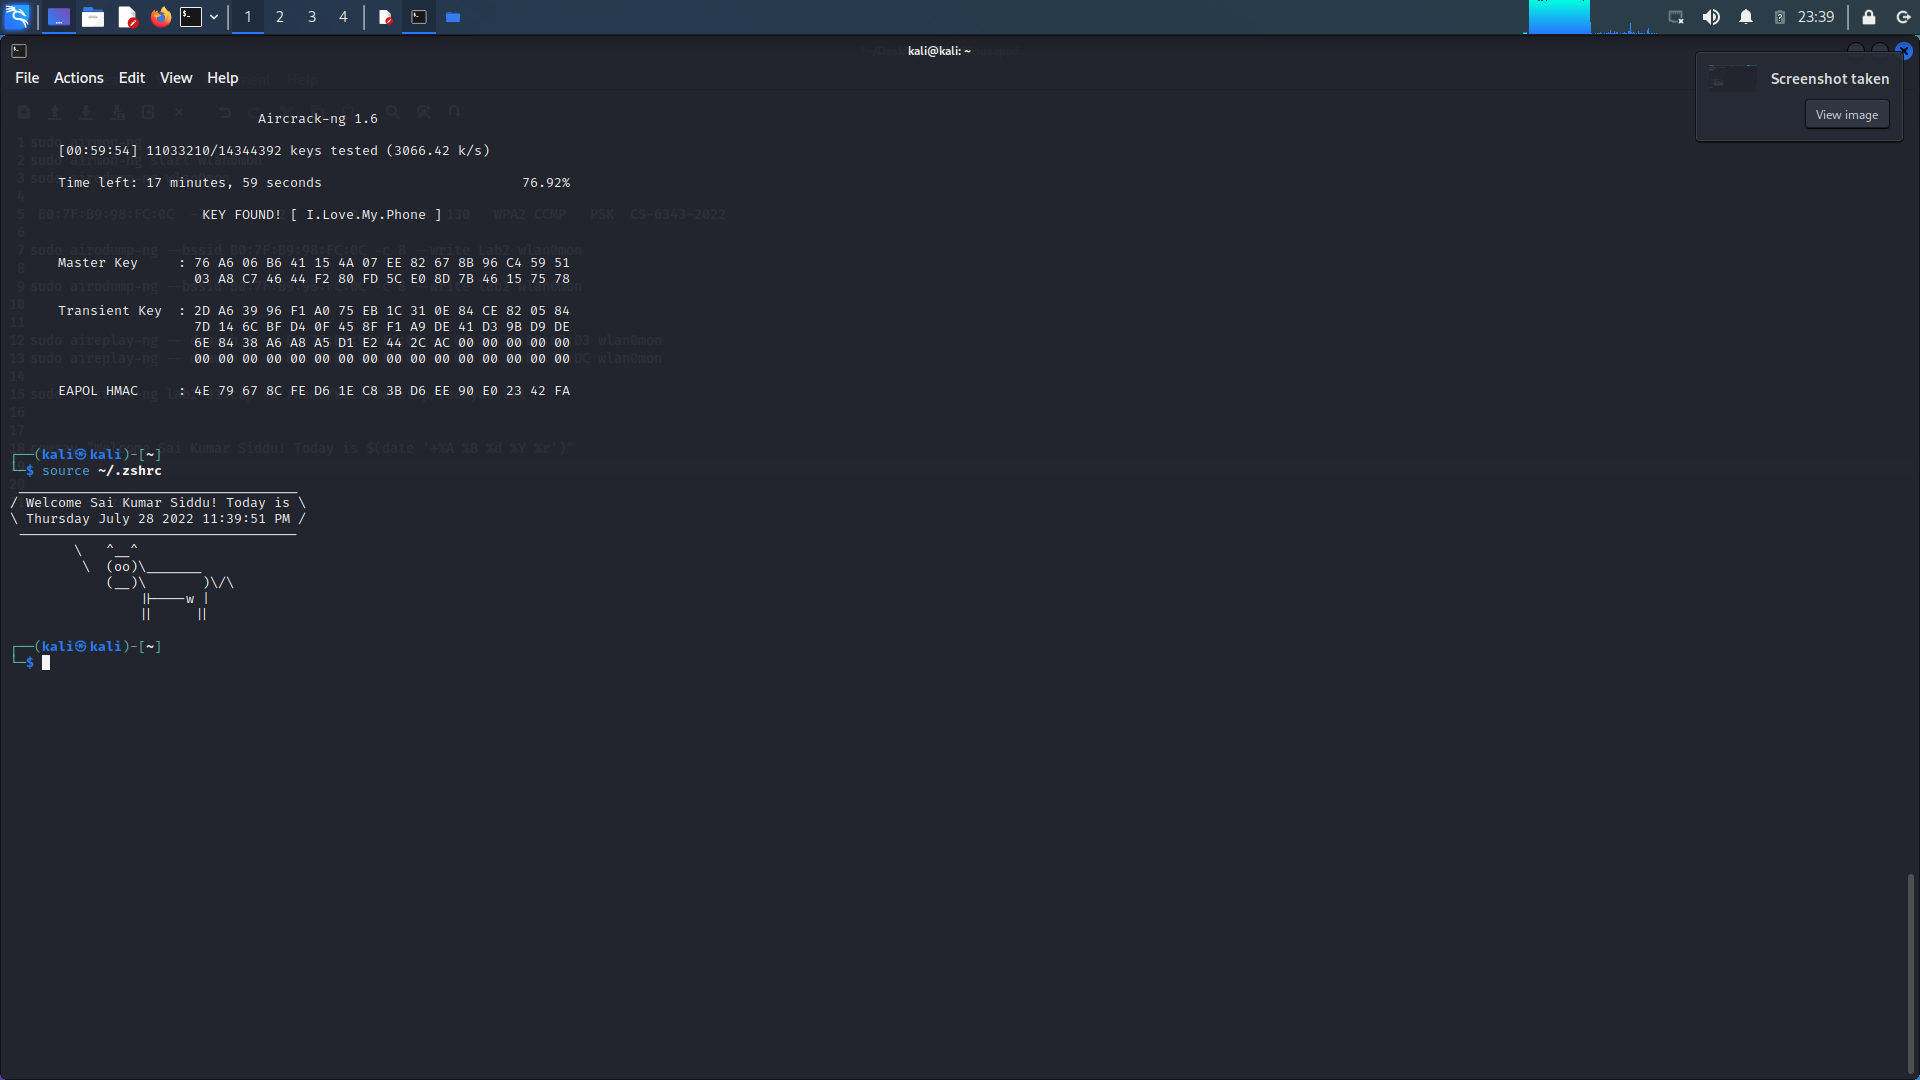 1 2 3 4
23:39
kali@kali: ~
File Actions Edit View Help
Screenshot taken
View image
Aircrack-ng 1.6
[00:59:54] 11033210/14344392 keys tested (3066.42 k/s)
Time left: 17 minutes, 59 seconds 76.92%
KEY FOUND! [ I.Love.My.Phone ]
Master Key : 76 A6 06 B6 41 15 4A 07 EE 82 67 8B 96 C4 59 51
03 A8 C7 46 44 F2 80 FD 5C E0 8D 7B 46 15 75 78
Transient Key : 2D A6 39 96 F1 A0 75 EB 1C 31 0E 84 CE 82 05 84
7D 14 6C BF D4 0F 45 8F F1 A9 DE 41 D3 9B D9 DE
6E 84 38 A6 A8 A5 D1 E2 44 2C AC 00 00 00 00 00
00 00 00 00 00 00 00 00 00 00 00 00 00 00 00 00
EAPOL HMAC : 4E 79 67 8C FE D6 1E C8 3B D6 EE 90 E0 23 42 FA
┌──(kali㉿kali)-[~]
└─$ source ~/.zshrc
/ Welcome Sai Kumar Siddu! Today is \
\ Thursday July 28 2022 11:39:51 PM /
\ ^__^
\ (oo)\_______
(__)\ )\/\
||----w |
|| ||
┌──(kali㉿kali)-[~]
└─$